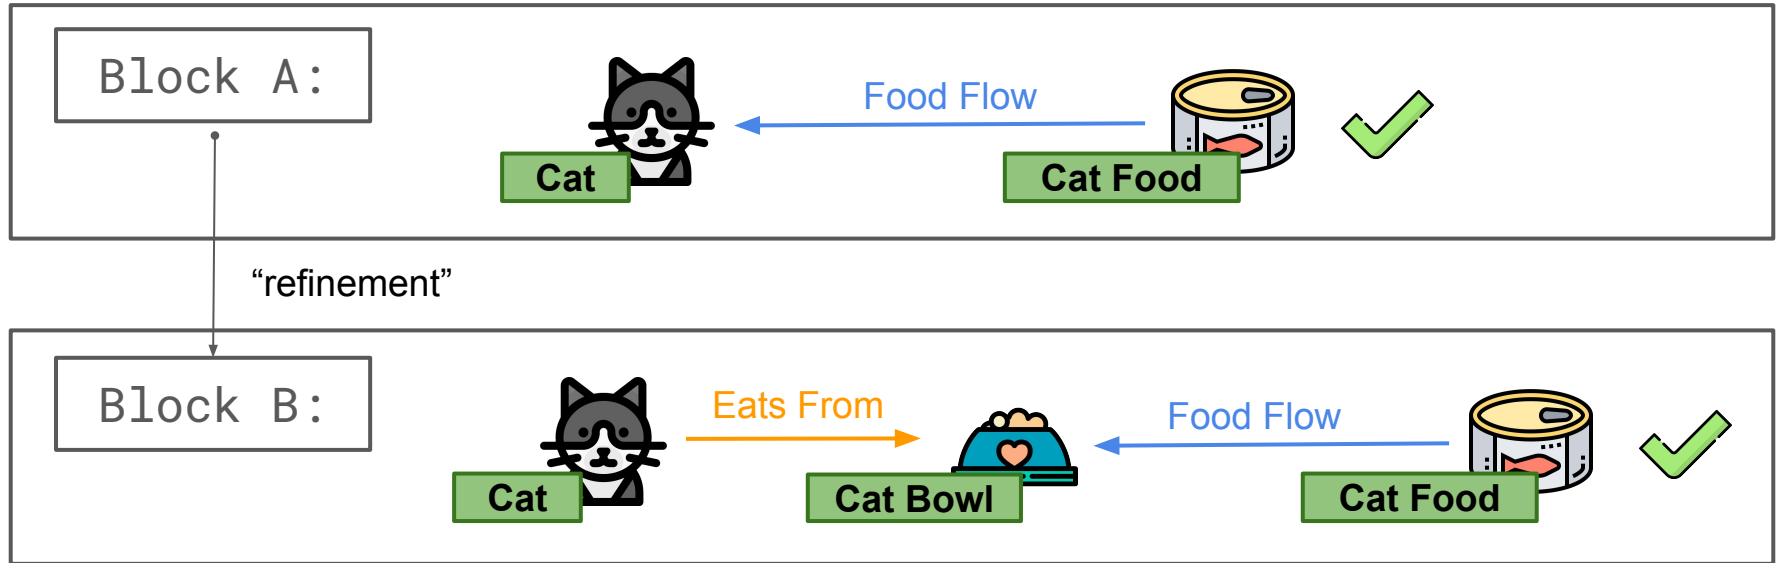 Block A:
Food Flow
Cat
Cat Food
“refinement”
Block B:
Eats From
Food Flow
Cat
Cat Bowl
Cat Food